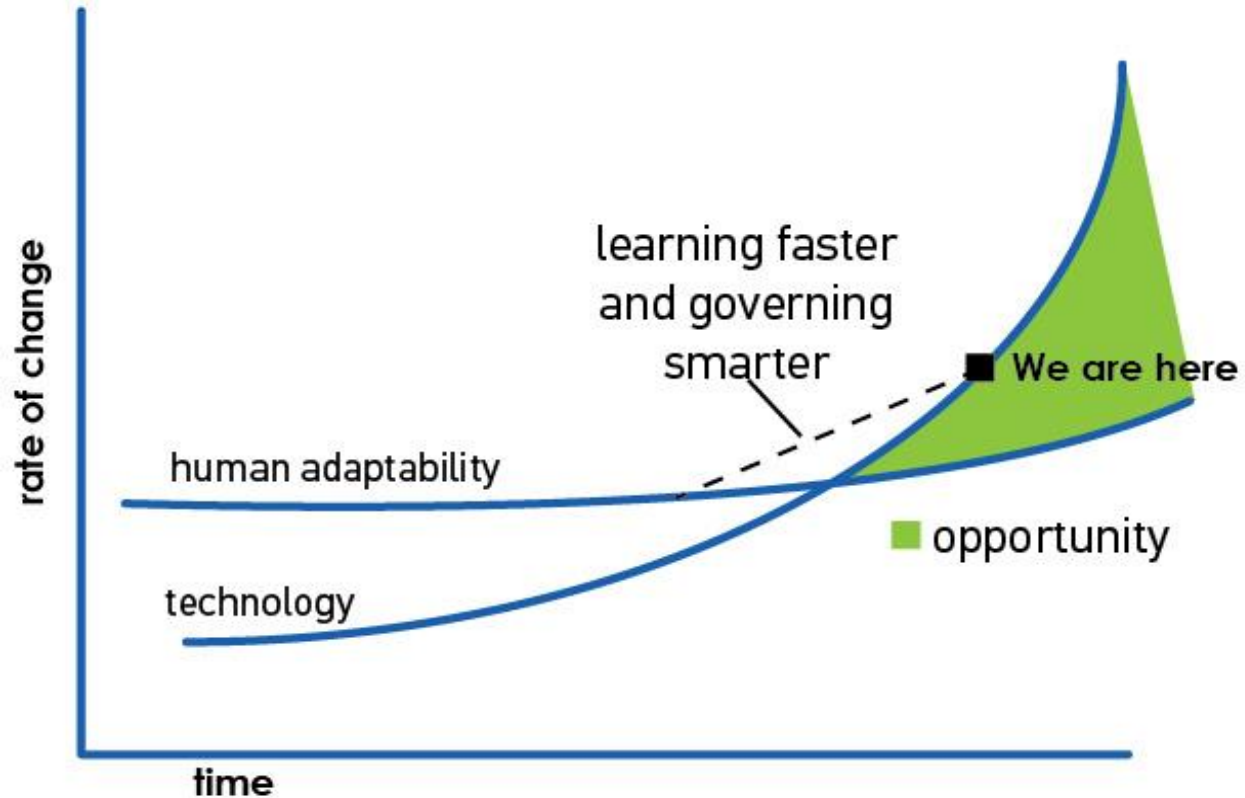 learning faster
and governing
smarter
We are here
rate of change
human adaptability
opportunity
technology
time